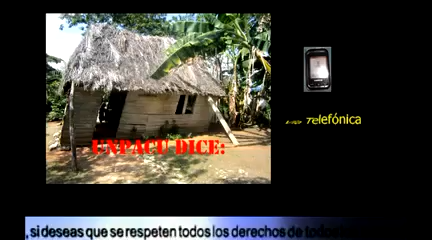 Telefónica
UNPACU DICE:
, si deseas que se respeten todos los derechos de todos